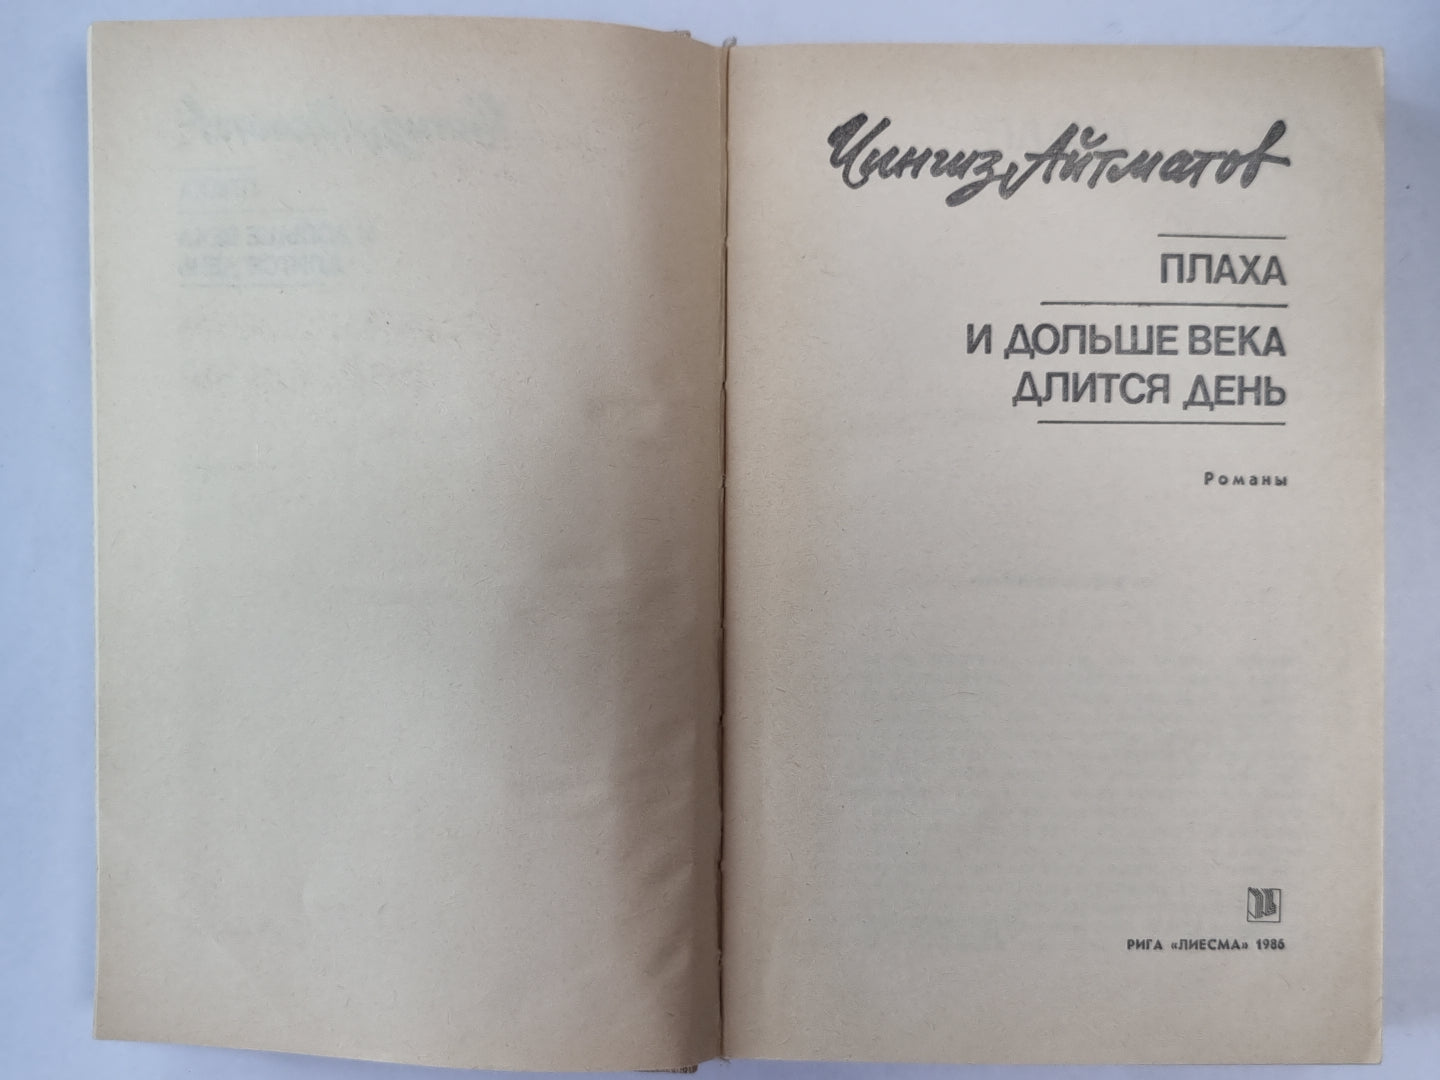 Чингиз Айтматов
ПЛАХА
И ДОЛЬШЕ ВЕКА
ДЛИТСЯ ДЕНЬ
Романы
РИГА «ЛИЕСМА» 1986